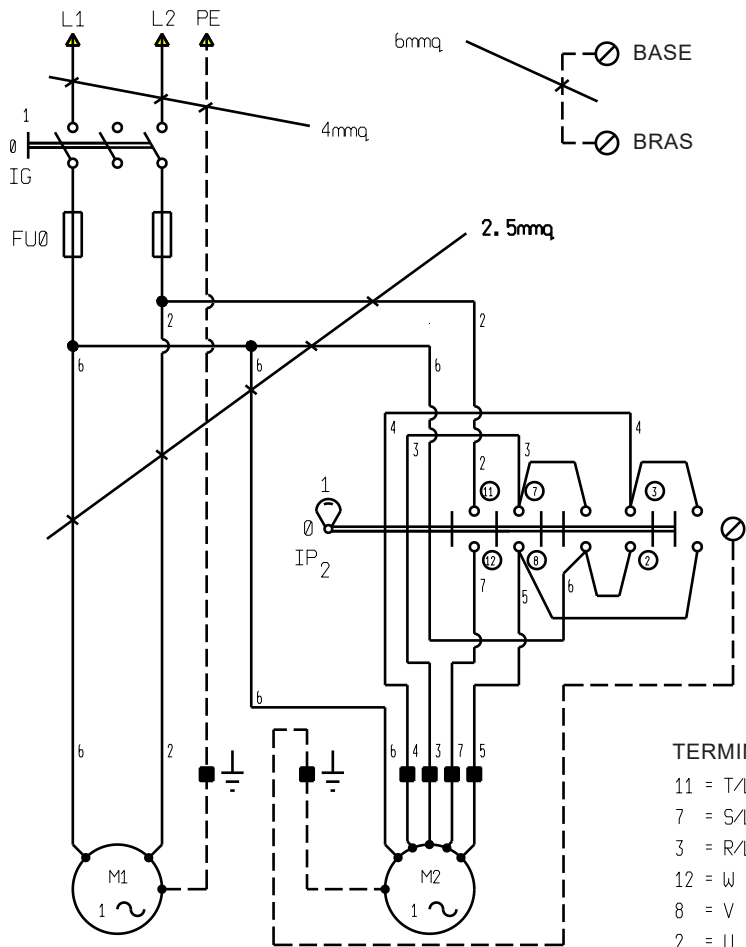 L1 L2 PE
6mmq BASE
1 4mmq BRAS
0
IG
2.5mmq
FU0
2 2
6 6 6
4 4
3 3
2 11 7 3
1
0
IP2
12 8 2
7 5 6
6
6 2 6 4 3 7 5
11 = T/
7 = S/
3 = R/
12 = W
8 = V
2 = U
M1 M2
1 1